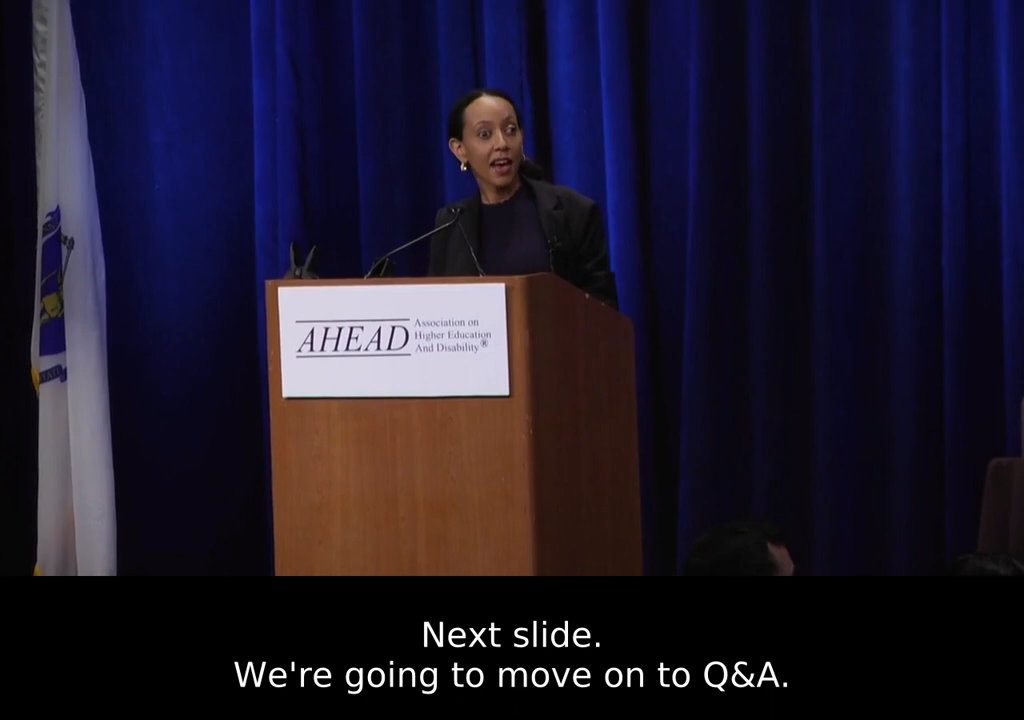 AHEAD
Association on
Higher Education
And Disability®
Next slide.
We're going to move on to Q&A.